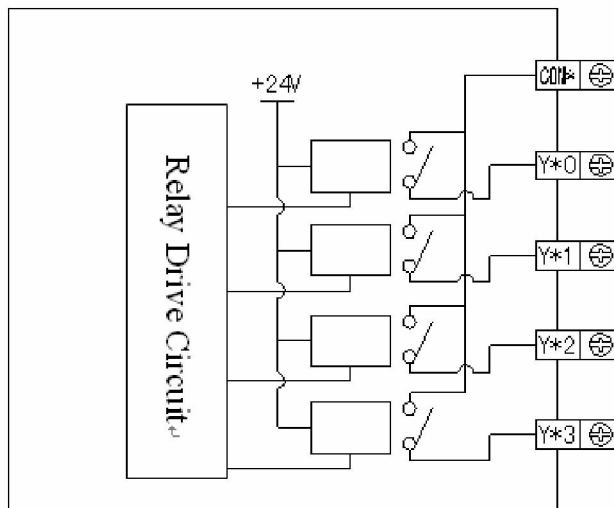 +24V
Relay Drive Circuit↵
COM*
Y*0
Y*1
Y*2
Y*3